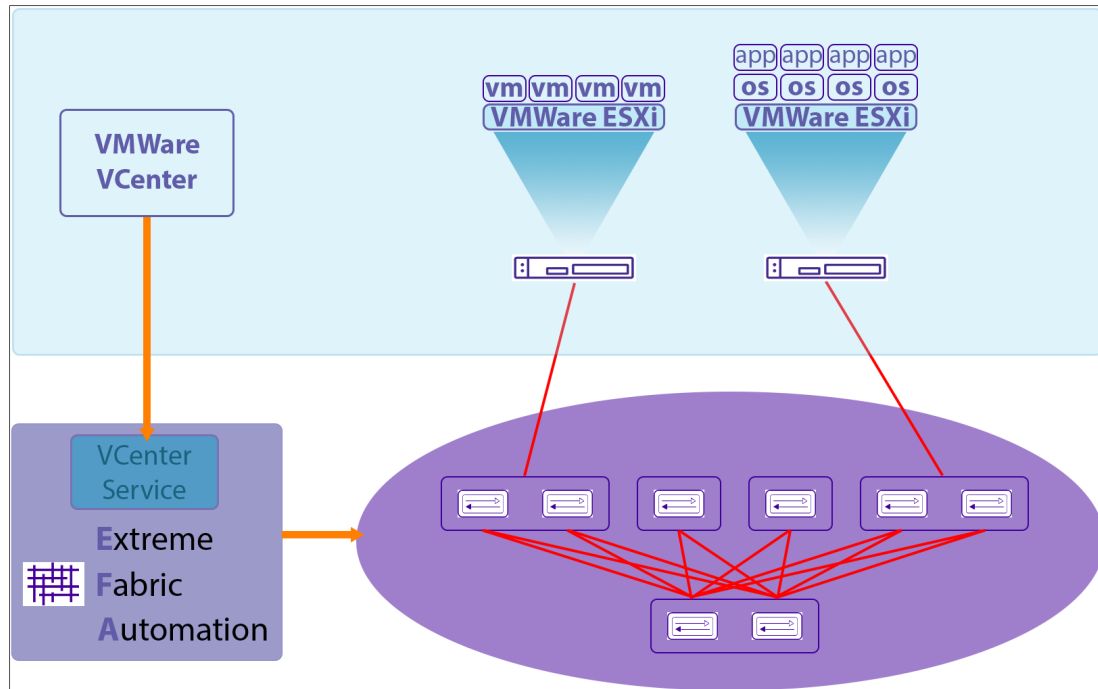 app app app app
vm vm vm vm
os os os os
VMWare ESXi
VMWare ESXi
VMWare
VCenter
VCenter
Service
Extreme
Fabric
Automation